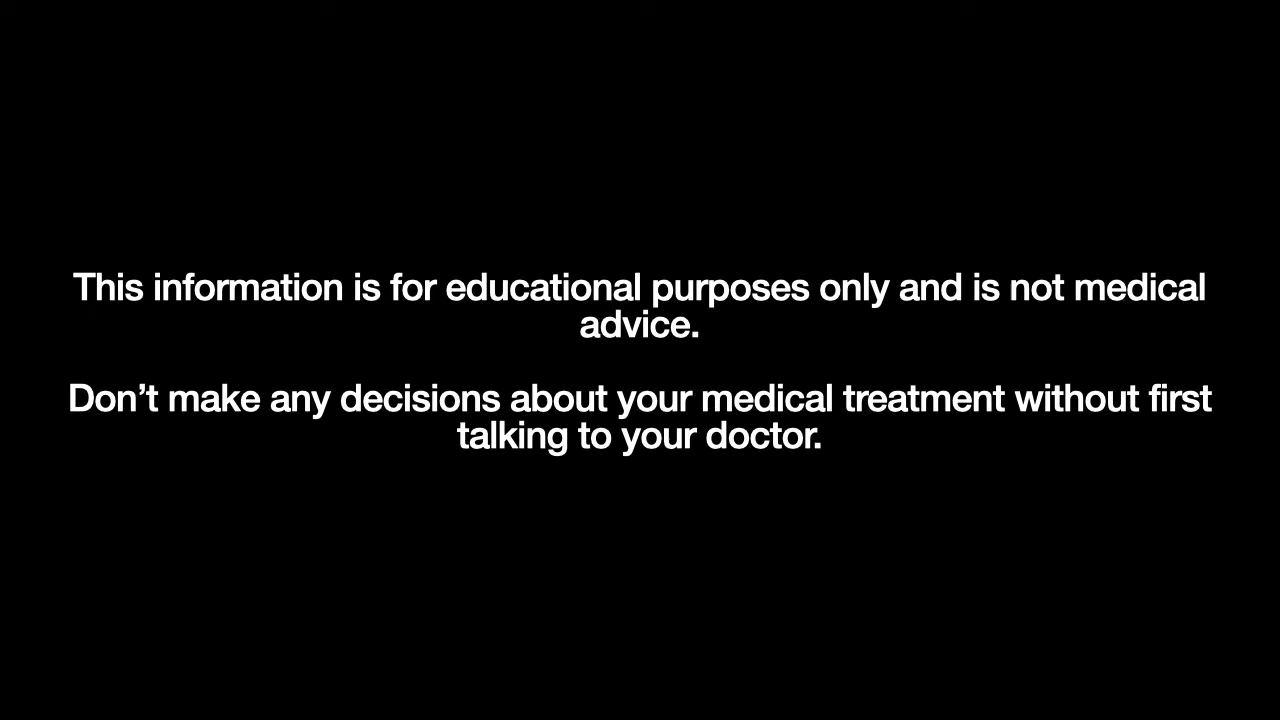 This information is for educational purposes only and is not medical
advice.
Don’t make any decisions about your medical treatment without first
talking to your doctor.